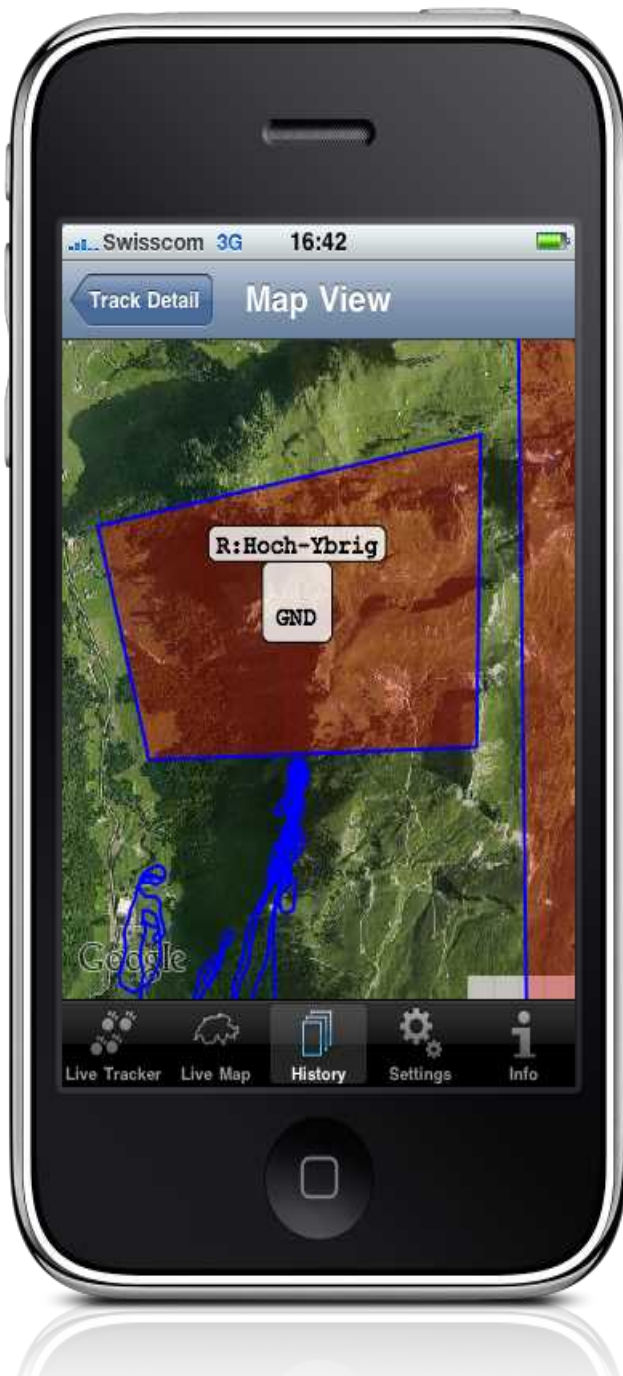 Swisscom 3G 16:42
Track Detail Map View
R:Hoch-Ybrig
GND
Google
Live Tracker Live Map History Settings Info